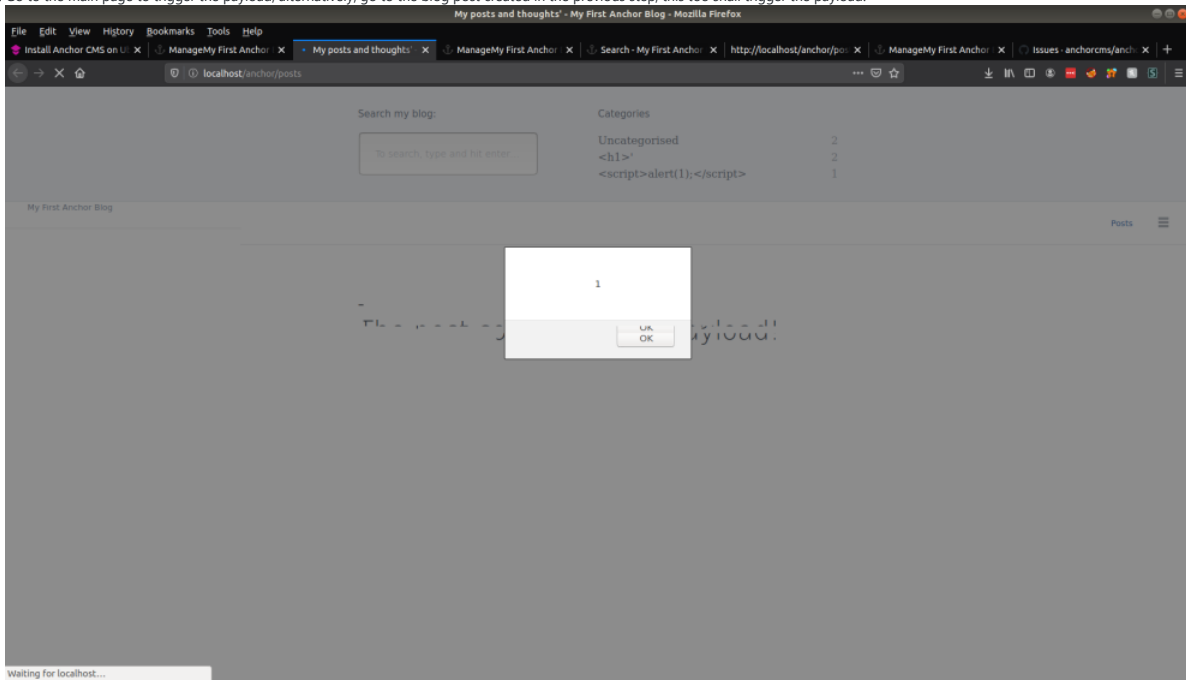 Go to the main page to trigger the payload, alternatively, go to the blog post created in the previous step, this too shall trigger the payload.
My posts and thoughts' - My First Anchor Blog - Mozilla Firefox
File Edit View History Bookmarks Tools Help
Install Anchor CMS on U ManageMy First Anchor My posts and thoughts' ManageMy First Anchor Search - My First Anchor http://localhost/anchor/pos ManageMy First Anchor Issues · anchorcms/anch
localhost/anchor/posts
Search my blog: Categories
To search, type and hit enter Uncategorised 2
<h1>' 2
<script>alert(1);</script> 1
My First Anchor Blog
Posts
1
OK
OK
payload!
Waiting for localhost...